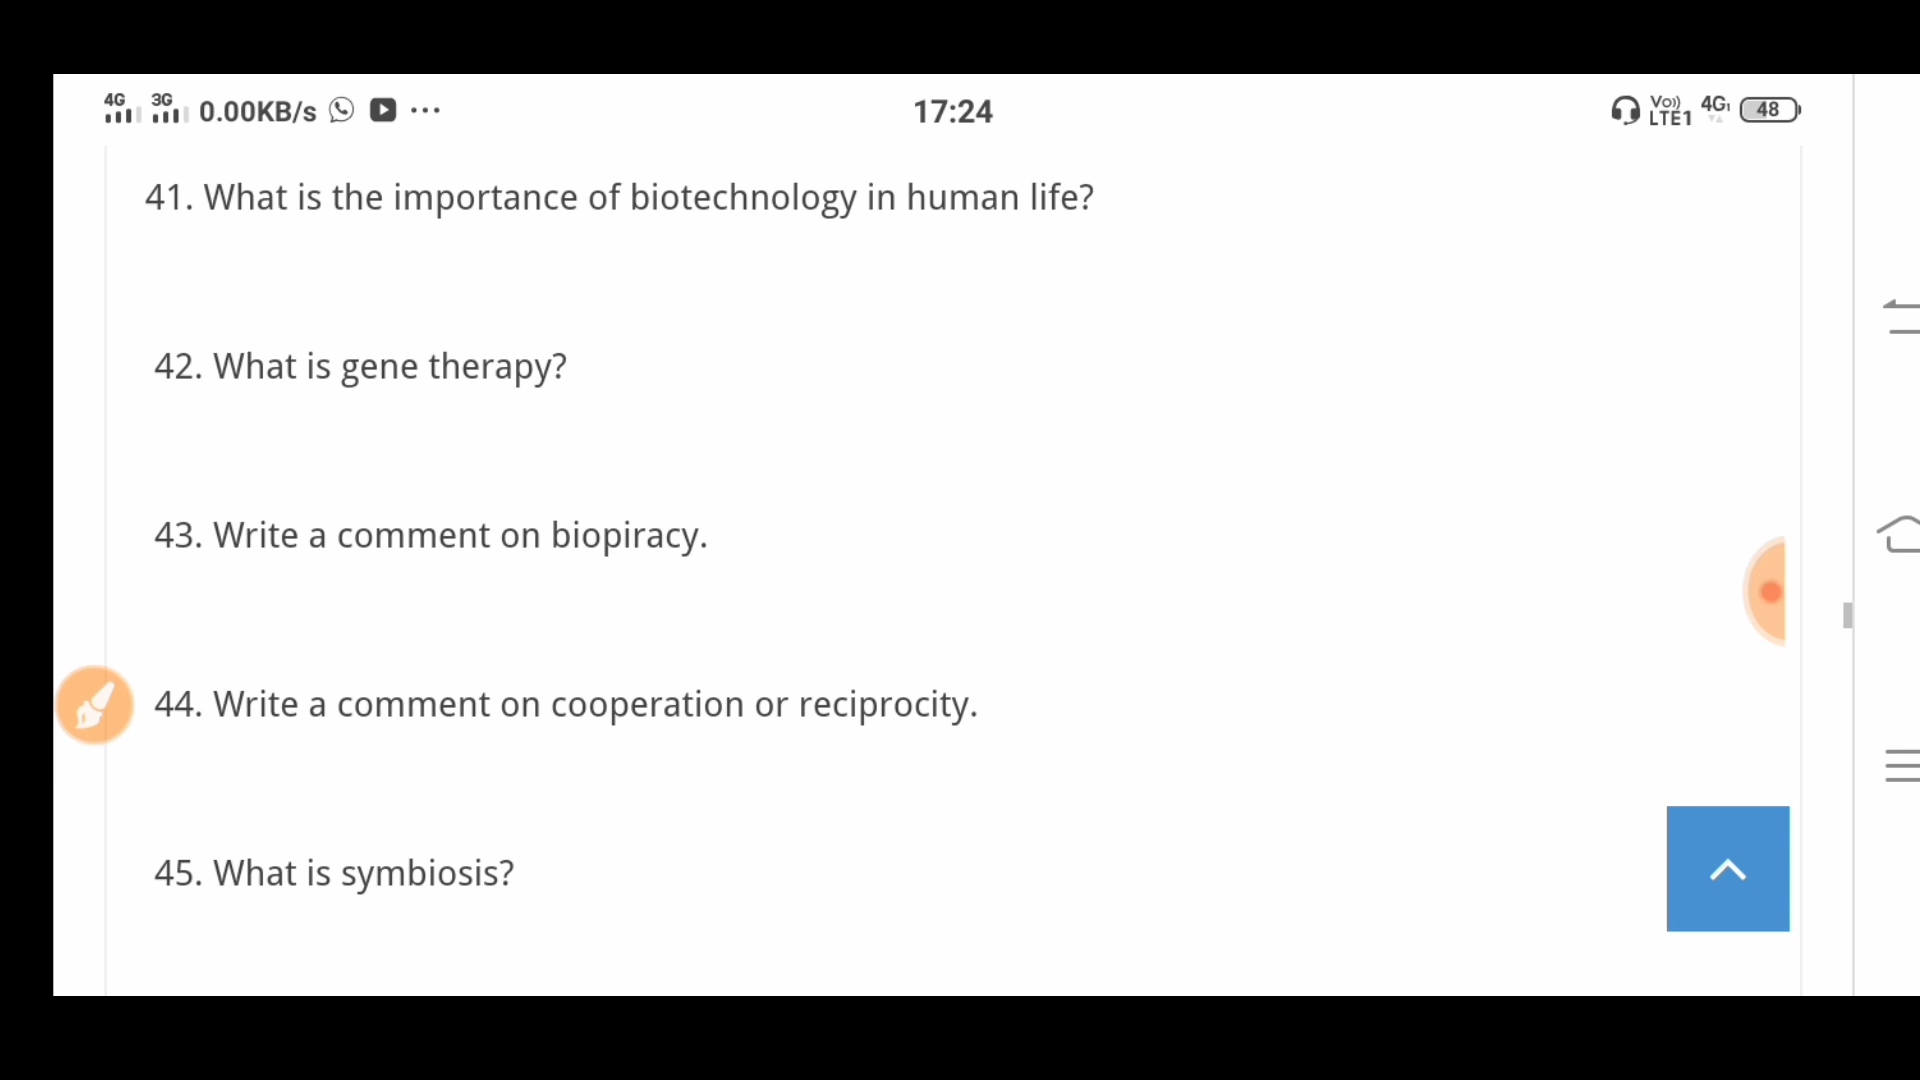 4G 3G 0.00KB/s 17:24 Vo)) LTE1 4G1 48
41. What is the importance of biotechnology in human life?
42. What is gene therapy?
43. Write a comment on biopiracy.
44. Write a comment on cooperation or reciprocity.
45. What is symbiosis?